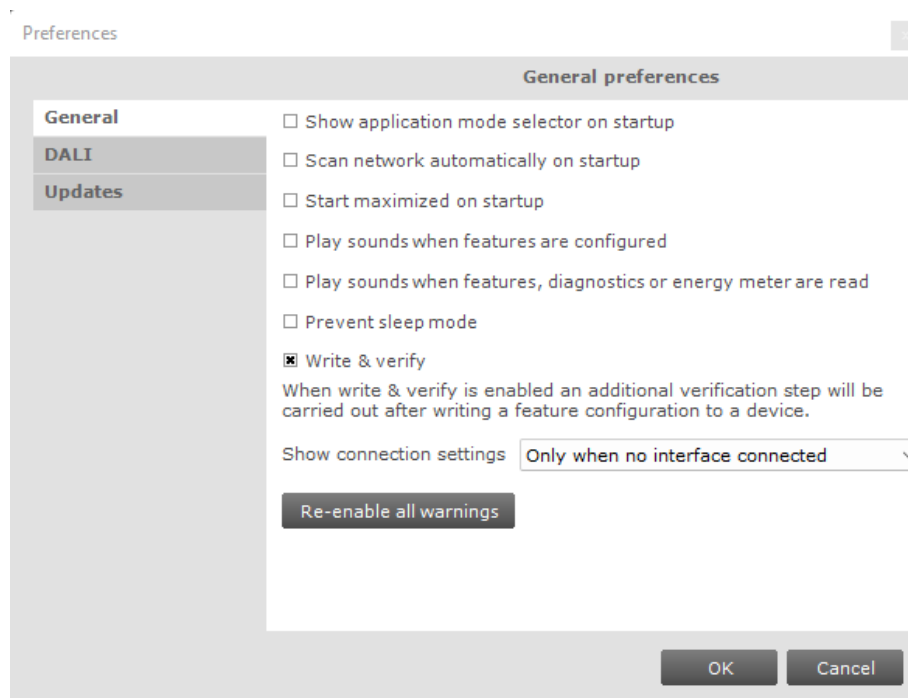 Preferences
General preferences
General
DALI
Updates
Show application mode selector on startup
Scan network automatically on startup
Start maximized on startup
Play sounds when features are configured
Play sounds when features, diagnostics or energy meter are read
Prevent sleep mode
Write & verify
When write & verify is enabled an additional verification step will be
carried out after writing a feature configuration to a device.
Show connection settings Only when no interface connected
Re-enable all warnings
OK Cancel